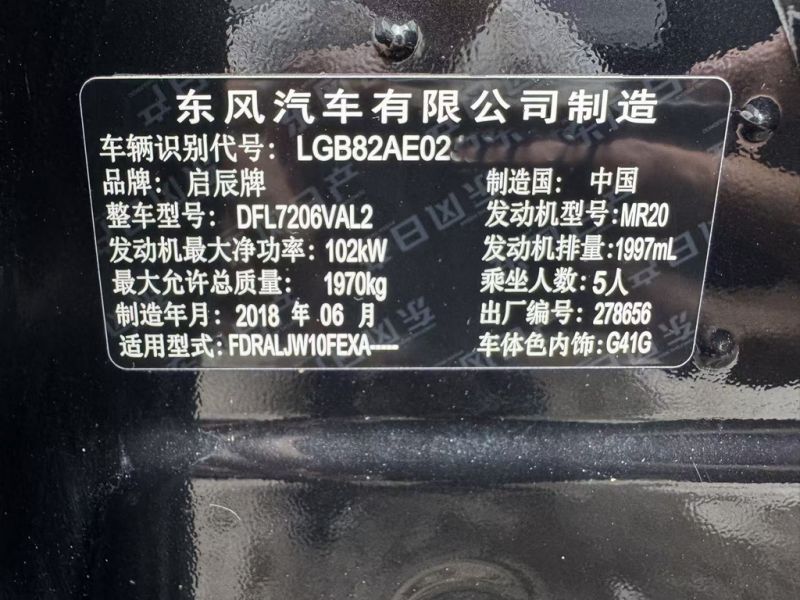 东风汽车有限公司制造
车辆识别代号: LGB82AE02
品牌: 启辰牌 制造国: 中国
整车型号: DFL7206VAL2 发动机型号:MR20
发动机最大净功率: 102kW 发动机排量:1997mL
最大允许总质量: 1970kg 乘坐人数: 5人
制造年月: 2018 年 06 月 出厂编号: 278656
适用型式: FDRALJW10FEXA----- 车体色内饰: G41G